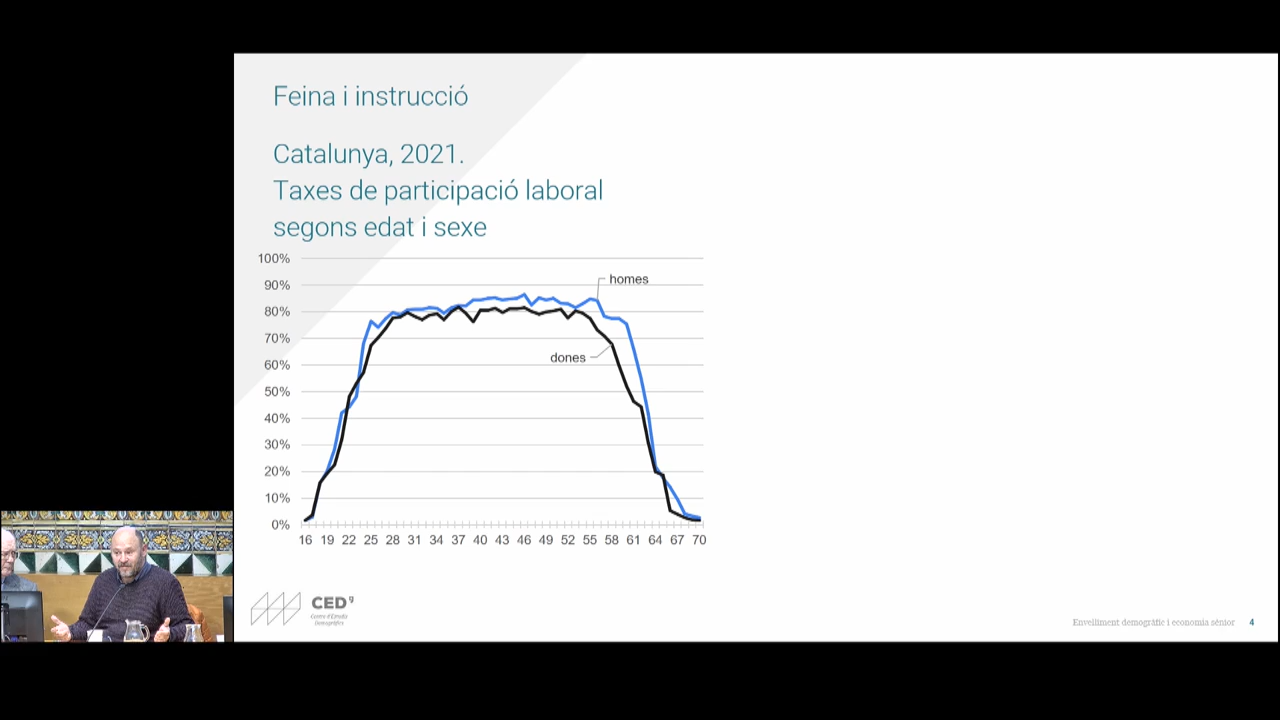 Feina i instrucció
Catalunya, 2021.
Taxes de participació laboral
segons edat i sexe
100%
90%
80%
70%
60%
50%
40%
30%
20%
10%
0%
homes
dones
16 19 22 25 28 31 34 37 40 43 46 49 52 55 58 61 64 67 70
CED
Centre d'Estudis
Demogràfics
Envelliment demogràfic i economia sènior 4